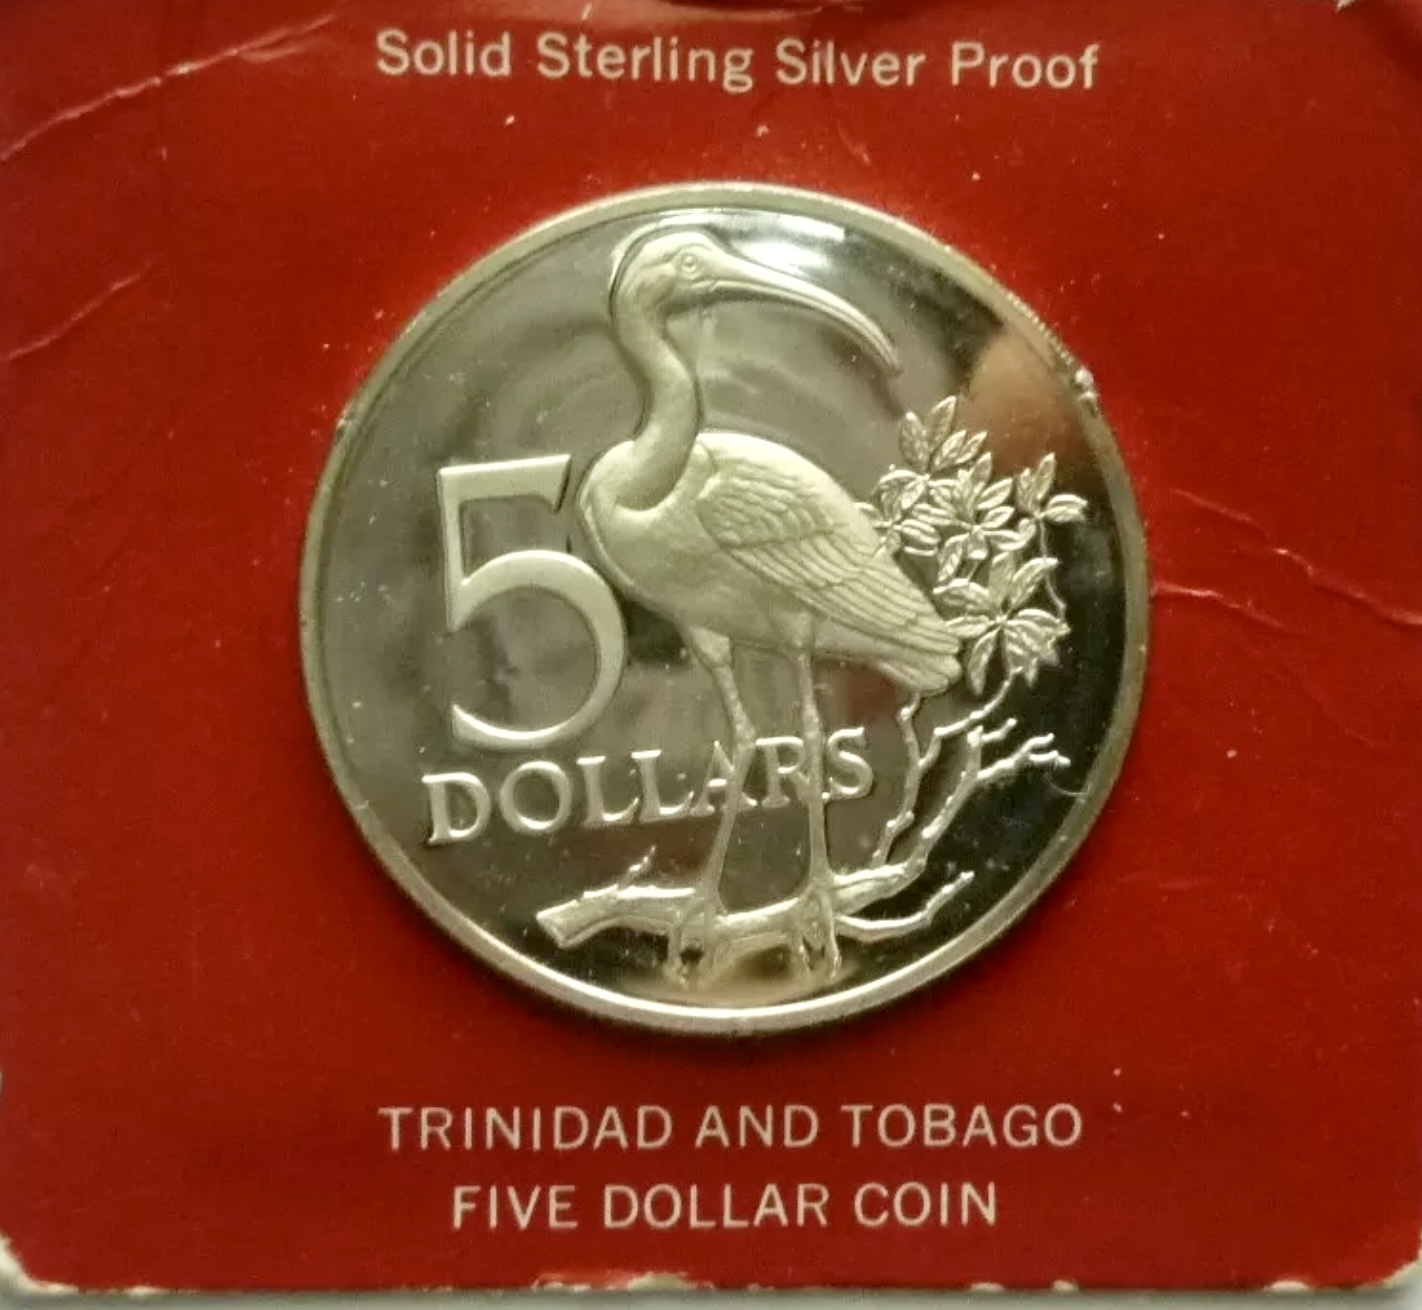 Solid Sterling Silver Proof
5
DOLLARS
TRINIDAD AND TOBAGO
FIVE DOLLAR COIN